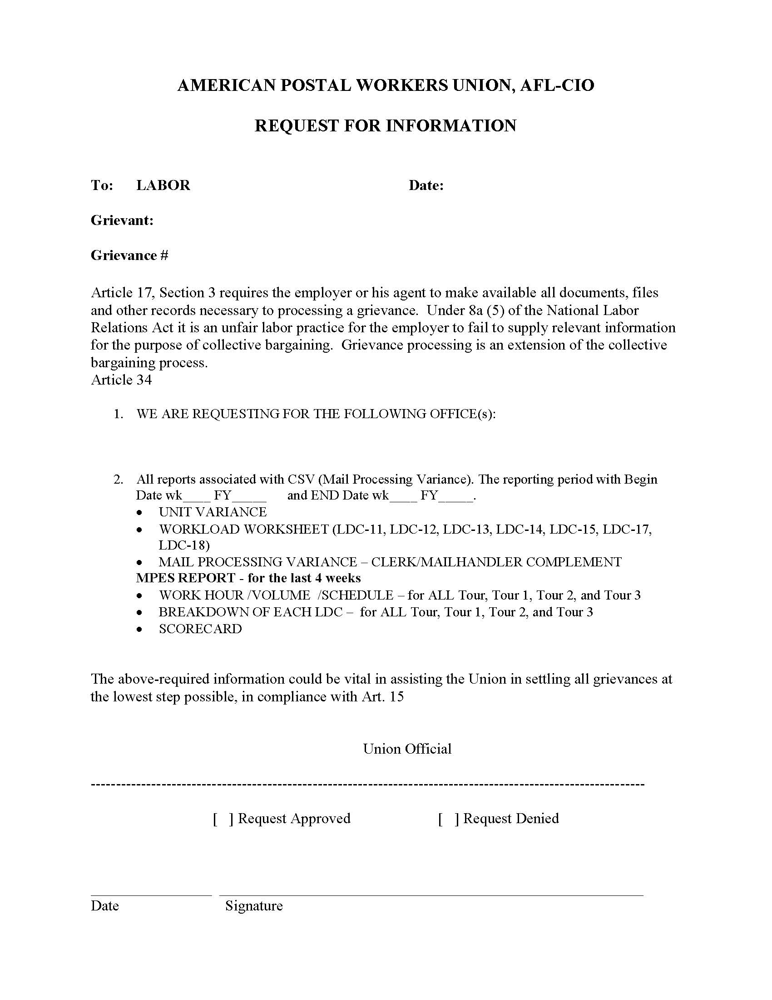 AMERICAN POSTAL WORKERS UNION, AFL-CIO
REQUEST FOR INFORMATION
To: LABOR Date:
Grievant:
Grievance #
Article 17, Section 3 requires the employer or his agent to make available all documents, files
and other records necessary to processing a grievance. Under 8a (5) of the National Labor
Relations Act it is an unfair labor practice for the employer to fail to supply relevant information
for the purpose of collective bargaining. Grievance processing is an extension of the collective
bargaining process.
Article 34
1. WE ARE REQUESTING FOR THE FOLLOWING OFFICE(s):
2. All reports associated with CSV (Mail Processing Variance). The reporting period with Begin
Date wk____ FY_____ and END Date wk____ FY_____.
• UNIT VARIANCE
• WORKLOAD WORKSHEET (LDC-11, LDC-12, LDC-13, LDC-14, LDC-15, LDC-17,
LDC-18)
• MAIL PROCESSING VARIANCE – CLERK/MAILHANDLER COMPLEMENT
MPES REPORT - for the last 4 weeks
• WORK HOUR /VOLUME /SCHEDULE – for ALL Tour, Tour 1, Tour 2, and Tour 3
• BREAKDOWN OF EACH LDC – for ALL Tour, Tour 1, Tour 2, and Tour 3
• SCORECARD
The above-required information could be vital in assisting the Union in settling all grievances at
the lowest step possible, in compliance with Art. 15
Union Official
--------------------------------------------------------------------------------------------------------------
[ ] Request Approved [ ] Request Denied
Date Signature